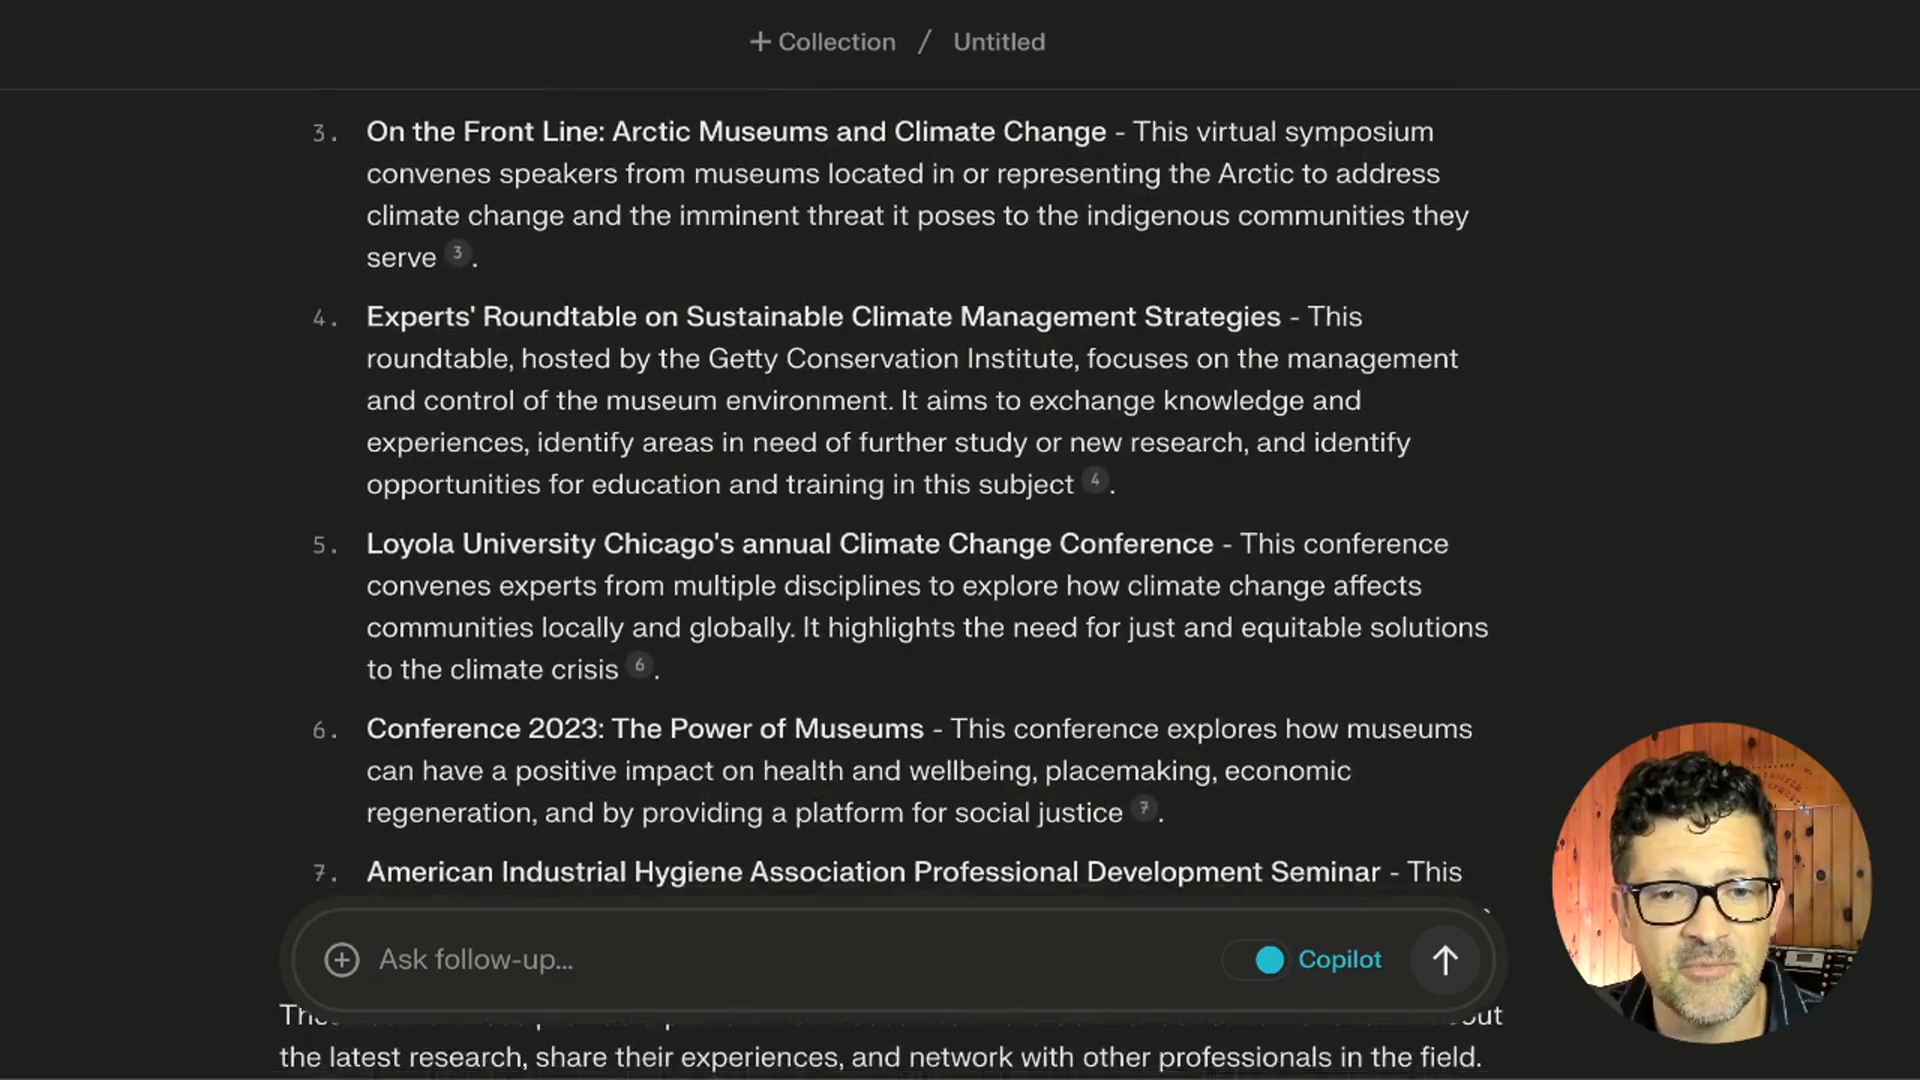 + Collection / Untitled
3. On the Front Line: Arctic Museums and Climate Change - This virtual symposium
convenes speakers from museums located in or representing the Arctic to address
climate change and the imminent threat it poses to the indigenous communities they
serve 3.
4. Experts' Roundtable on Sustainable Climate Management Strategies - This
roundtable, hosted by the Getty Conservation Institute, focuses on the management
and control of the museum environment. It aims to exchange knowledge and
experiences, identify areas in need of further study or new research, and identify
opportunities for education and training in this subject 4.
5. Loyola University Chicago's annual Climate Change Conference - This conference
convenes experts from multiple disciplines to explore how climate change affects
communities locally and globally. It highlights the need for just and equitable solutions
to the climate crisis 6.
6. Conference 2023: The Power of Museums - This conference explores how museums
can have a positive impact on health and wellbeing, placemaking, economic
regeneration, and by providing a platform for social justice 7.
7. American Industrial Hygiene Association Professional Development Seminar - This
Ask follow-up... Copilot
the latest research, share their experiences, and network with other professionals in the field.